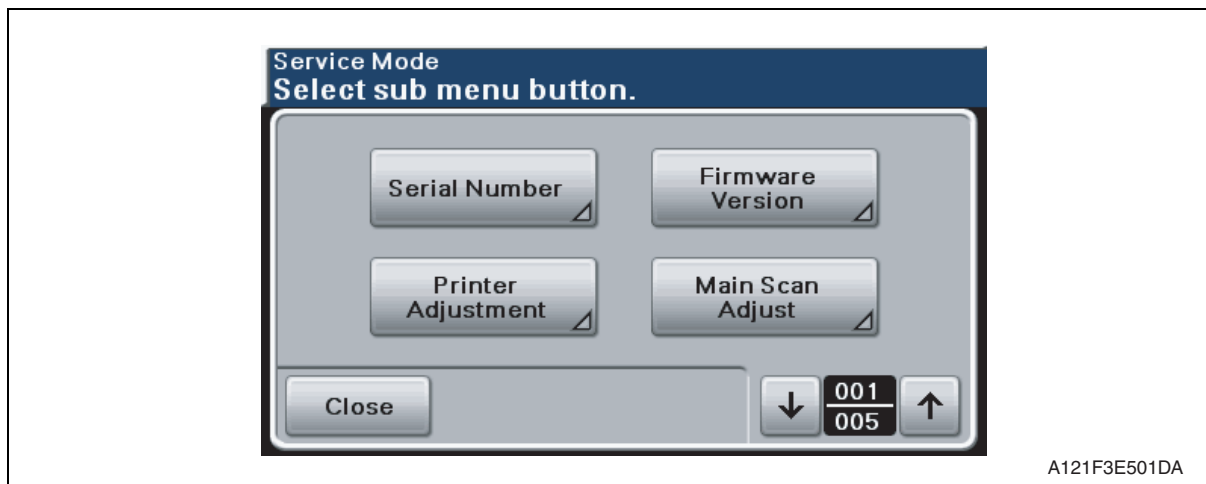 Service Mode
Select sub menu button.
Serial Number
Firmware
Version
Printer
Adjustment
Main Scan
Adjust
Close
↓
001
005
↑
A121F3E501DA